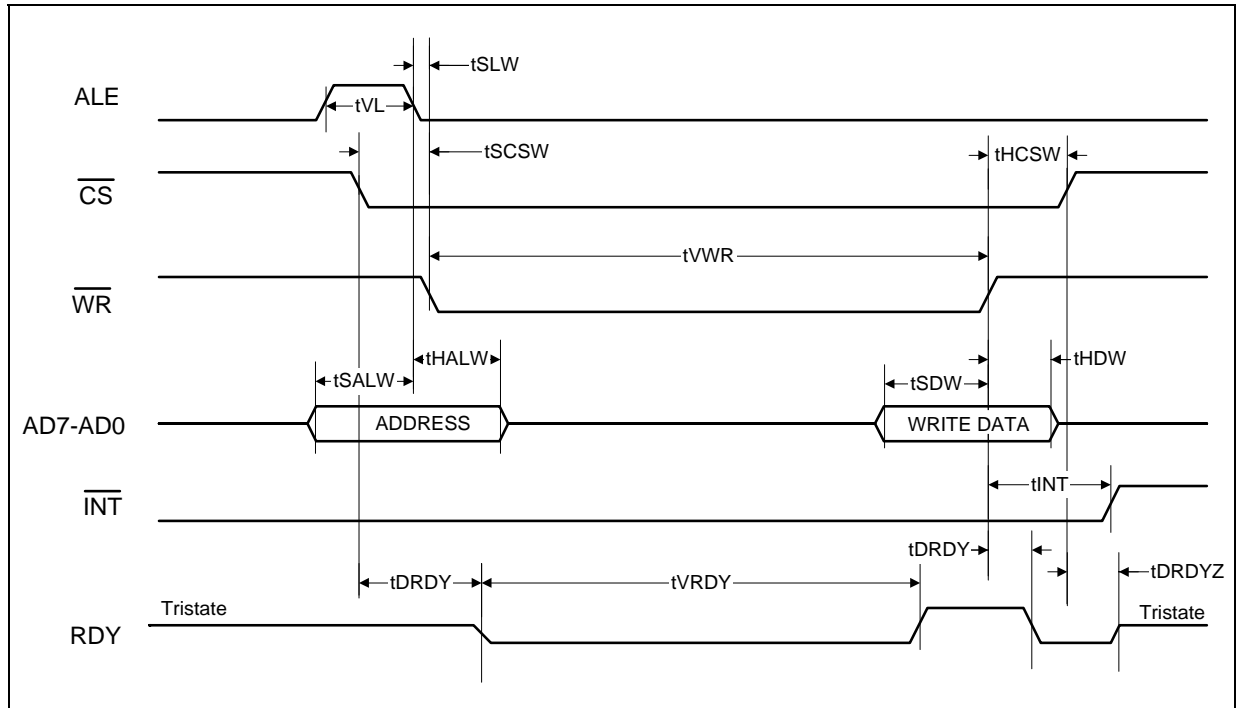 tSLW
ALE
tVL
tSCSW
tHCSW
CS
tVWR
WR
tHALW
tHDW
tSALW
tSDW
AD7-AD0
ADDRESS
WRITE DATA
tINT
INT
tDRDY
tDRDY
tVRDY
tDRDYZ
Tristate
Tristate
RDY